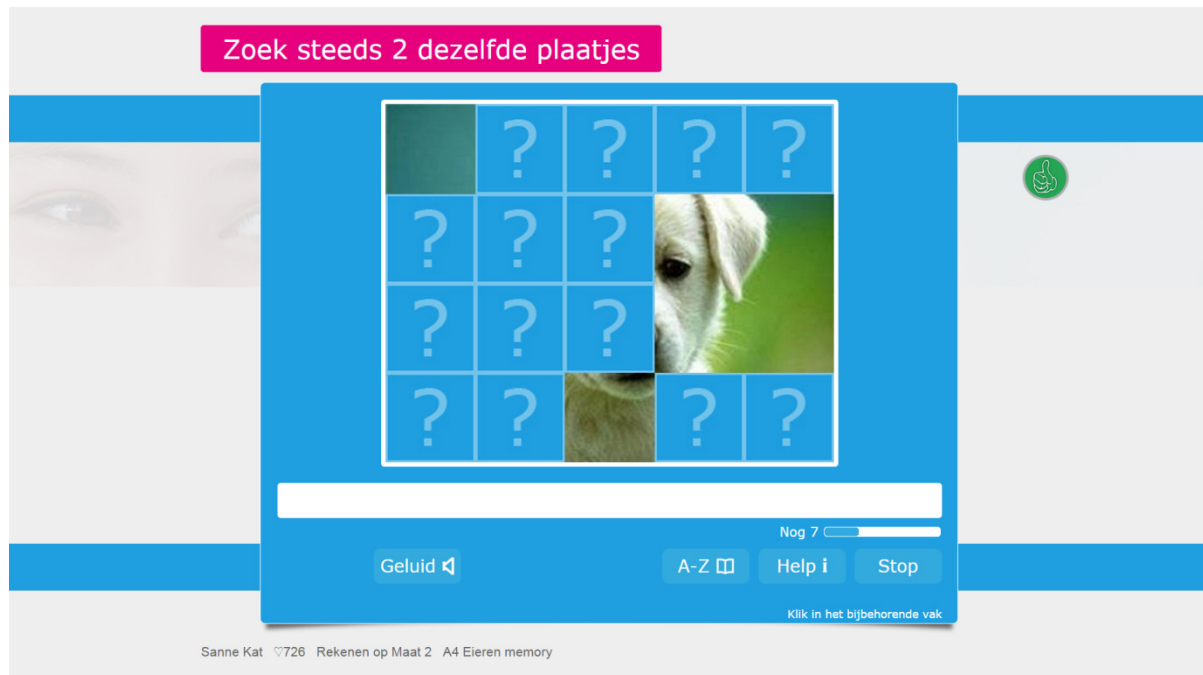 Zoek steeds 2 dezelfde plaatjes
? ? ? ?
? ? ?
? ? ?
? ? ? ?
Nog 7
Geluid A-Z Help i Stop
Klik in het bijbehorende vak
Sanne Kat ♡726 Rekenen op Maat 2 A4 Eieren memory